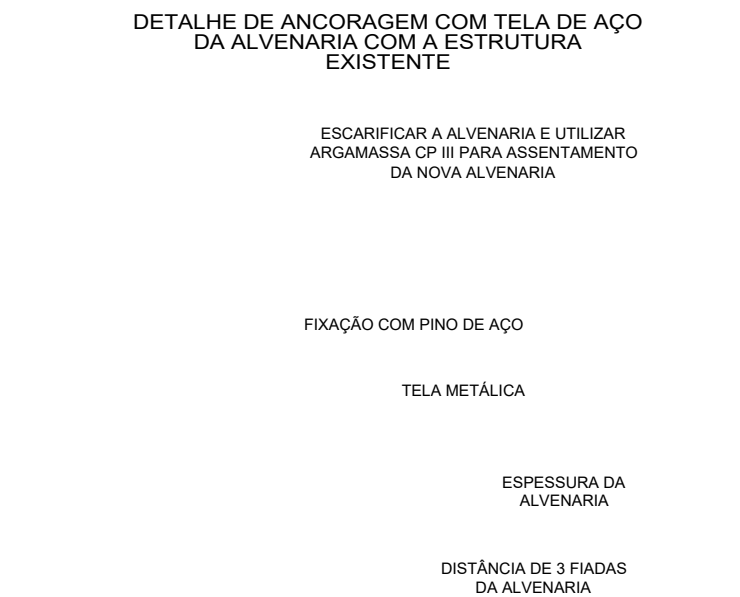 DETALHE DE ANCORAGEM COM TELA DE AÇO
DA ALVENARIA COM A ESTRUTURA
EXISTENTE
ESCARIFICAR A ALVENARIA E UTILIZAR
ARGAMASSA CP III PARA ASSENTAMENTO
DA NOVA ALVENARIA
FIXAÇÃO COM PINO DE AÇO
TELA METÁLICA
ESPESSURA DA
ALVENARIA
DISTÂNCIA DE 3 FIADAS
DA ALVENARIA